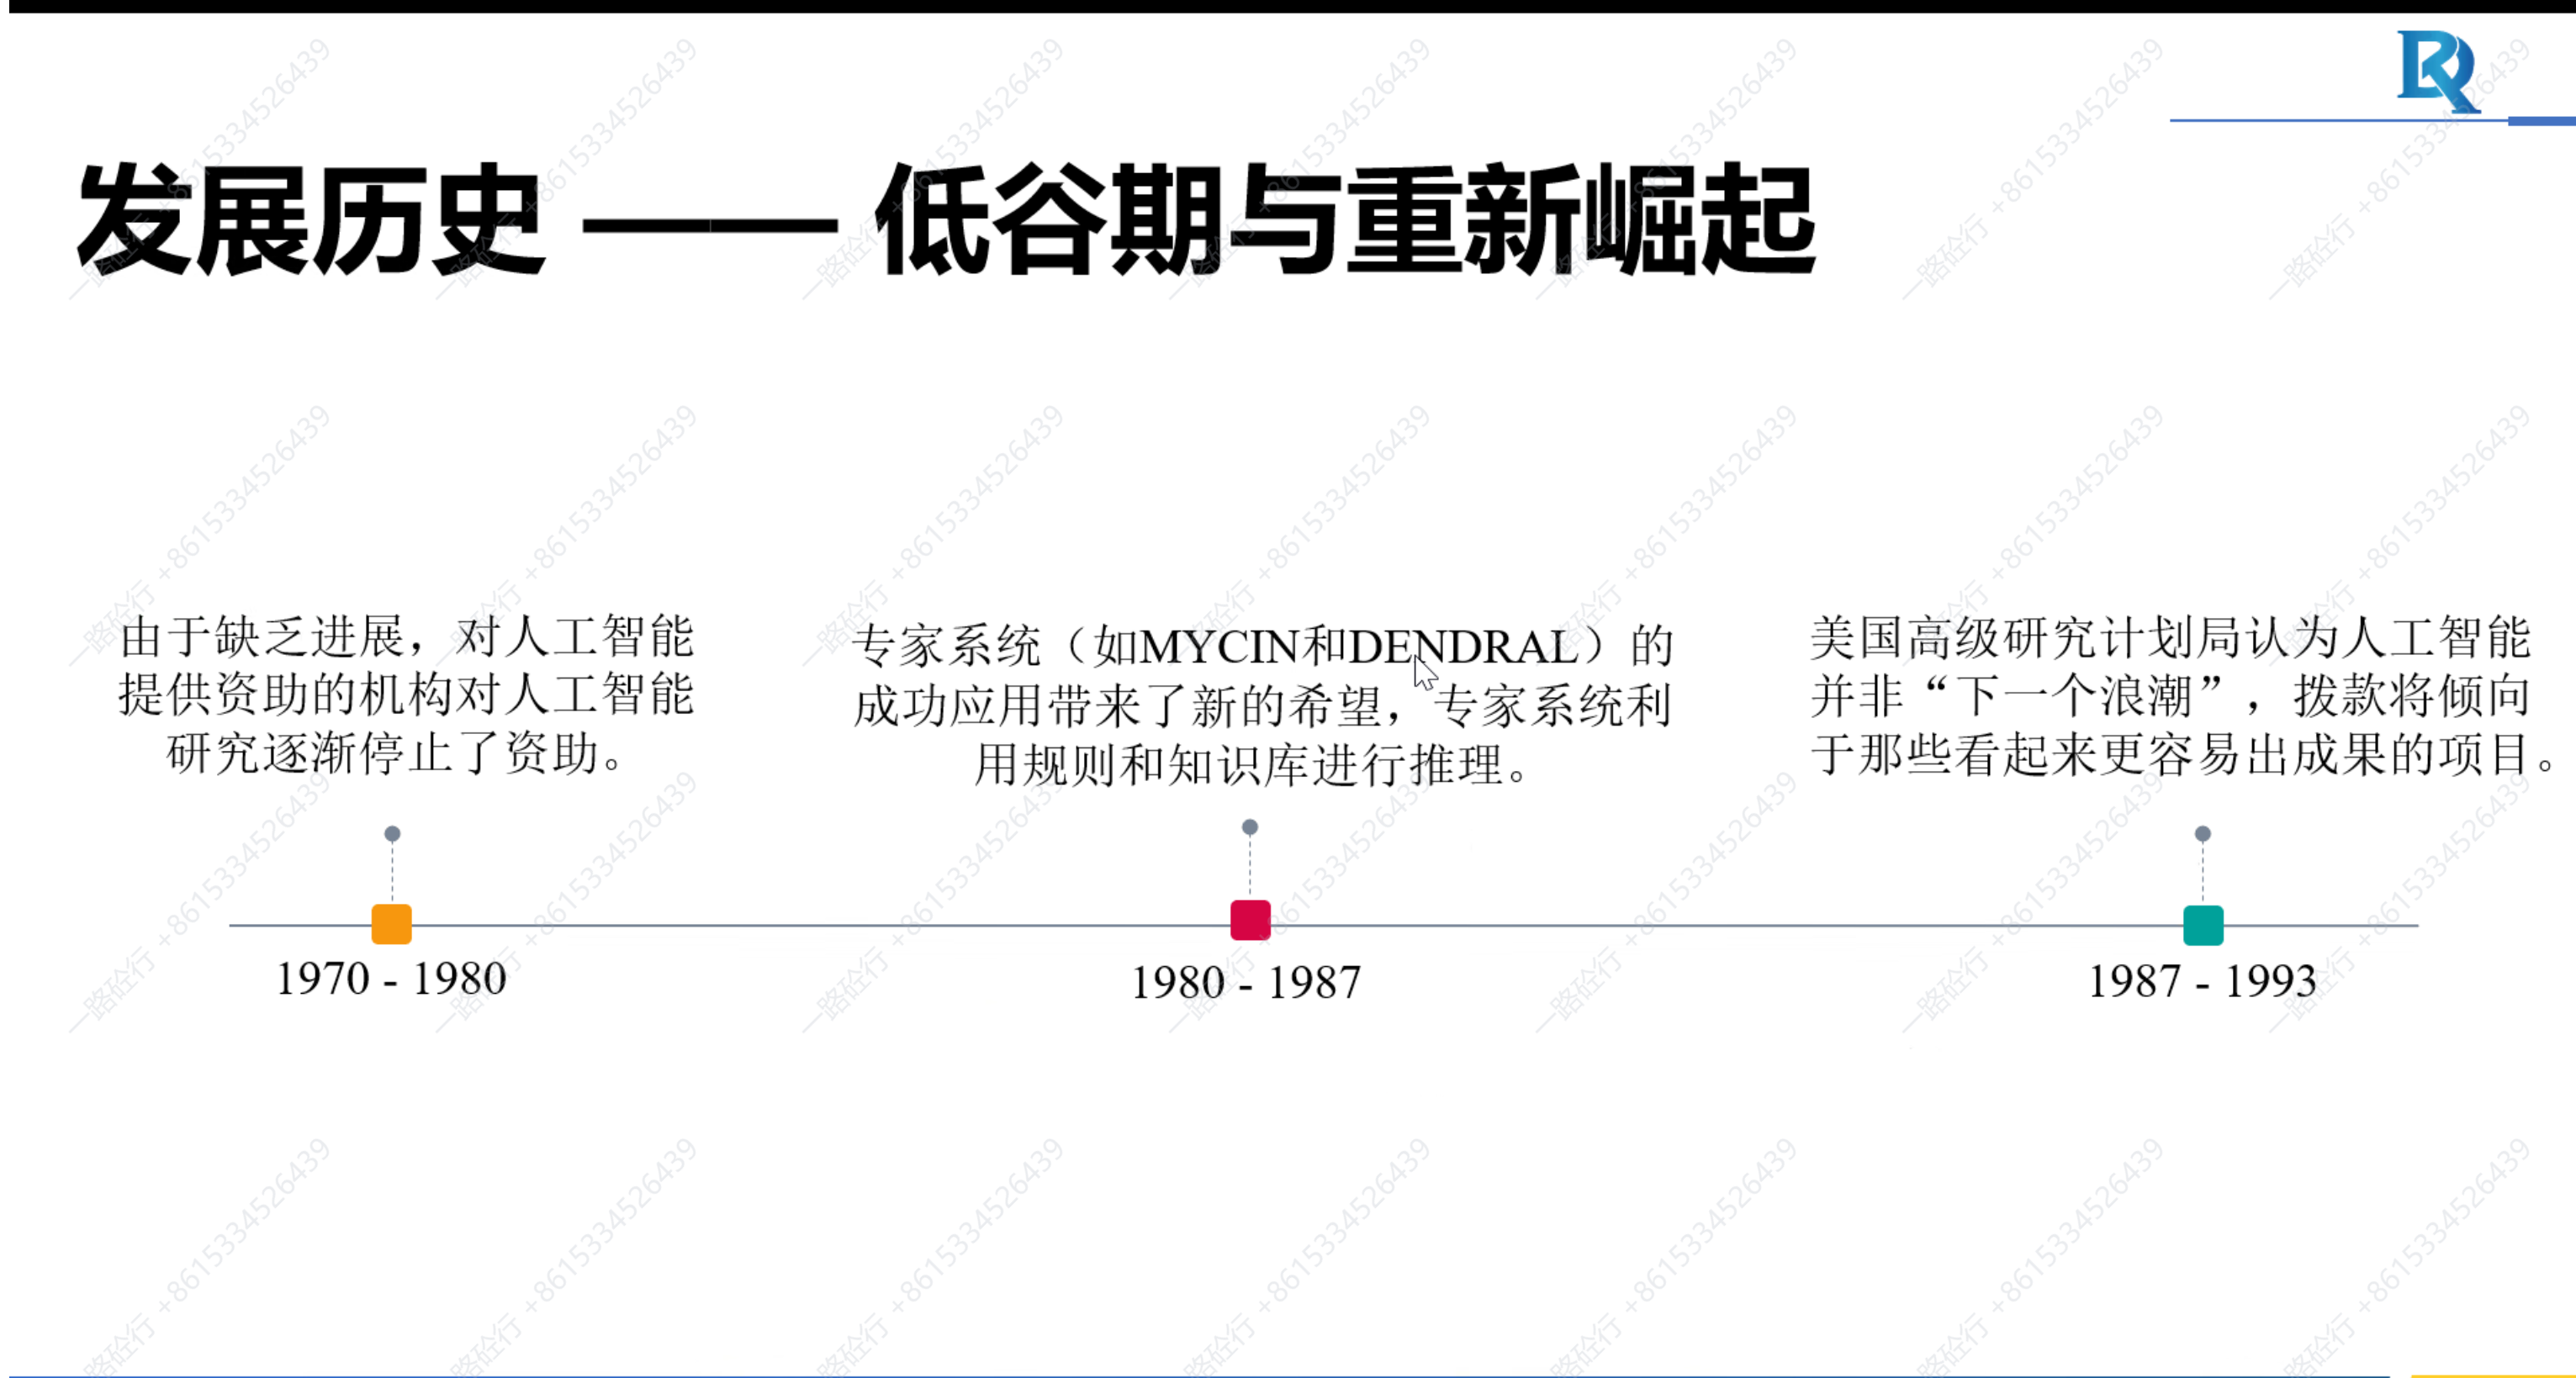 发展历史 —— 低谷期与重新崛起
由于缺乏进展，对人工智能
提供资助的机构对人工智能
研究逐渐停止了资助。
1970 - 1980
专家系统（如MYCIN和DENDRAL）的
成功应用带来了新的希望，专家系统利
用规则和知识库进行推理。
1980 - 1987
美国高级研究计划局认为人工智能
并非“下一个浪潮”，拨款将倾向
于那些看起来更容易出成果的项目。
1987 - 1993
一路砼行 +8615334526439